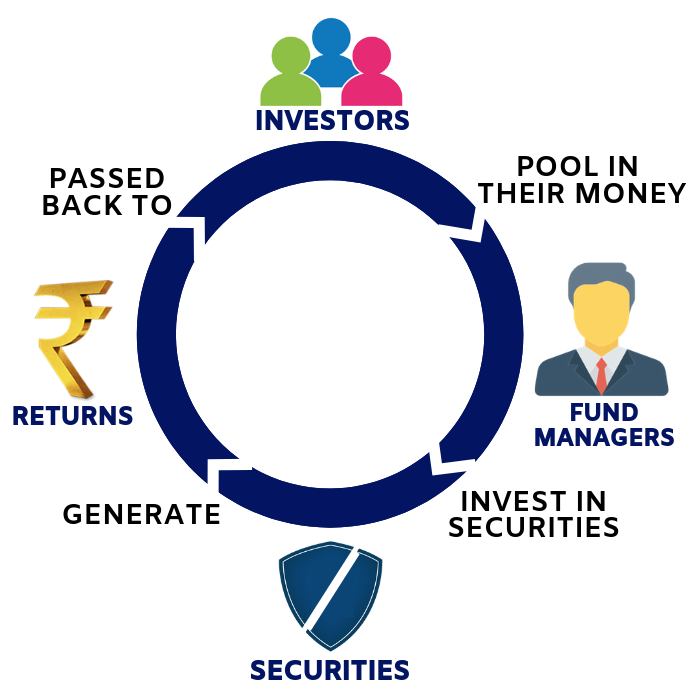 INVESTORS
POOL IN
THEIR MONEY
FUND
MANAGERS
INVEST IN
SECURITIES
SECURITIES
GENERATE
RETURNS
PASSED
BACK TO